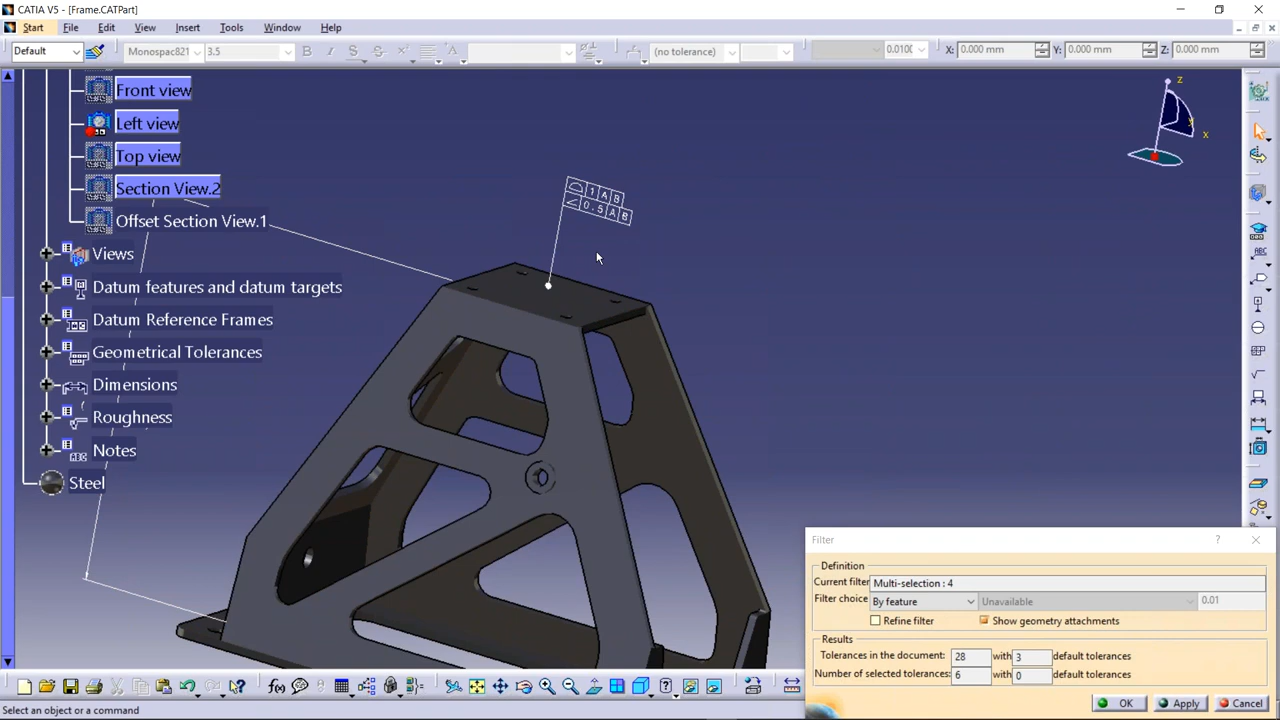 CATIA V5 - [Frame.CATPart]
Start File Edit View Insert Tools Window Help
Default Monospac821 3.5 B I S S A (no tolerance) 0.0100 X: 0.000 mm Y: 0.000 mm Z: 0.000 mm
Front view
Left view
Top view
Section View.2
Offset Section View.1
Views
Datum features and datum targets
Datum Reference Frames
Geometrical Tolerances
Dimensions
Roughness
Notes
Steel
1 A B
0.5 A B
z
x
Filter ?
Definition
Current filter Multi-selection : 4
Filter choice By feature Unavailable 0.01
Refine filter Show geometry attachments
Results
Tolerances in the document: 28 with 3 default tolerances
Number of selected tolerances: 6 with 0 default tolerances
OK Apply Cancel
Select an object or a command